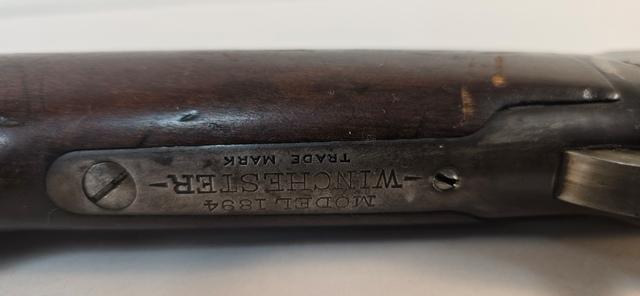 MODEL 1894
-WINCHESTER-
TRADE MARK